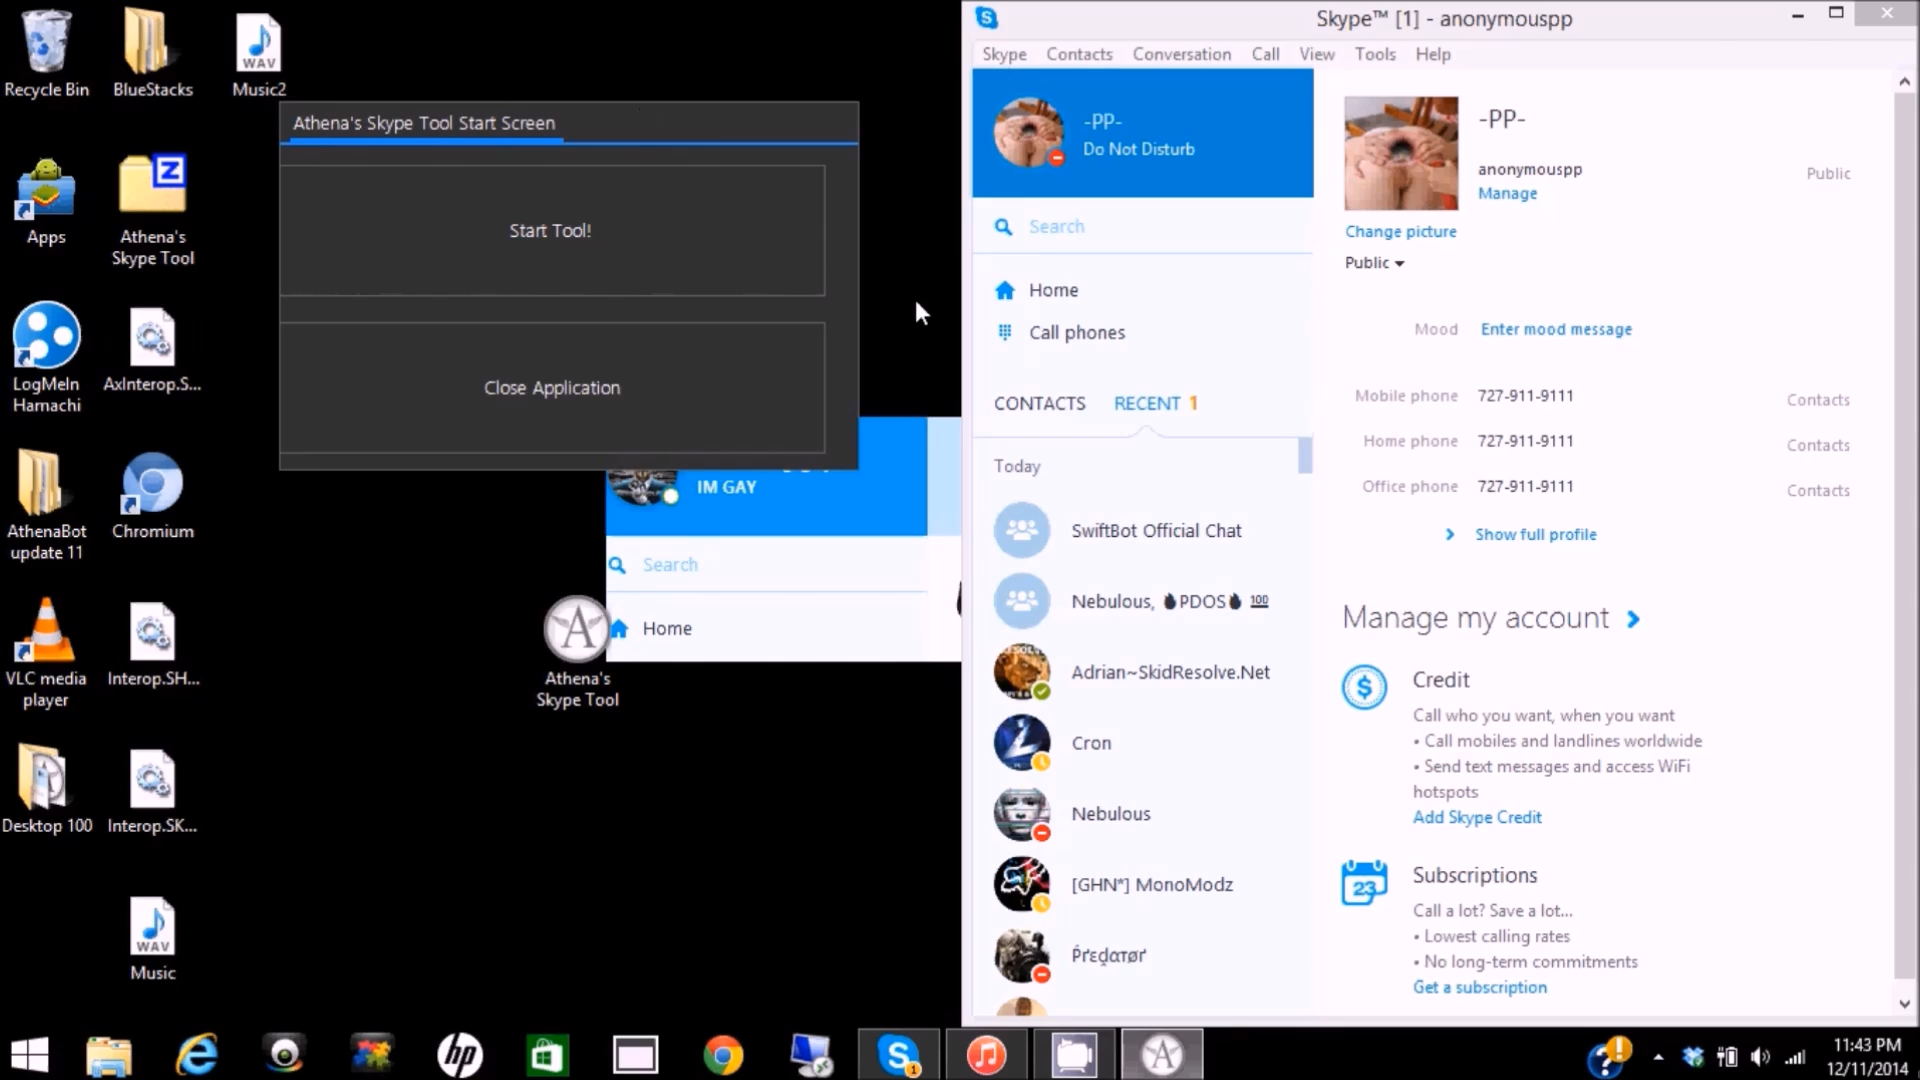 Recycle Bin
BlueStacks
WAV
Music2
Apps
Z
Athena's
Skype Tool
LogMeIn
Hamachi
AxInterop.S...
AthenaBot
update 11
Chromium
VLC media
player
Interop.SH...
Desktop 100
Interop.SK...
WAV
Music
Athena's Skype Tool Start Screen
Start Tool!
Close Application
IM GAY
Search
Home
A
Athena's
Skype Tool
Skype™ [1] - anonymouspp
Skype Contacts Conversation Call View Tools Help
-PP-
Do Not Disturb
Search
Home
Call phones
CONTACTS RECENT 1
Today
SwiftBot Official Chat
Nebulous, PDOS 100
Adrian~SkidResolve.Net
Cron
Nebulous
[GHN*] MonoModz
-PP-
anonymouspp
Manage
Public
Change picture
Public
Mood Enter mood message
Mobile phone 727-911-9111 Contacts
Home phone 727-911-9111 Contacts
Office phone 727-911-9111 Contacts
Show full profile
Manage my account
Credit
Call who you want, when you want
• Call mobiles and landlines worldwide
• Send text messages and access WiFi
hotspots
Add Skype Credit
23
Subscriptions
Call a lot? Save a lot...
• Lowest calling rates
• No long-term commitments
Get a subscription
hp
S
1
A
11:43 PM
12/11/2014